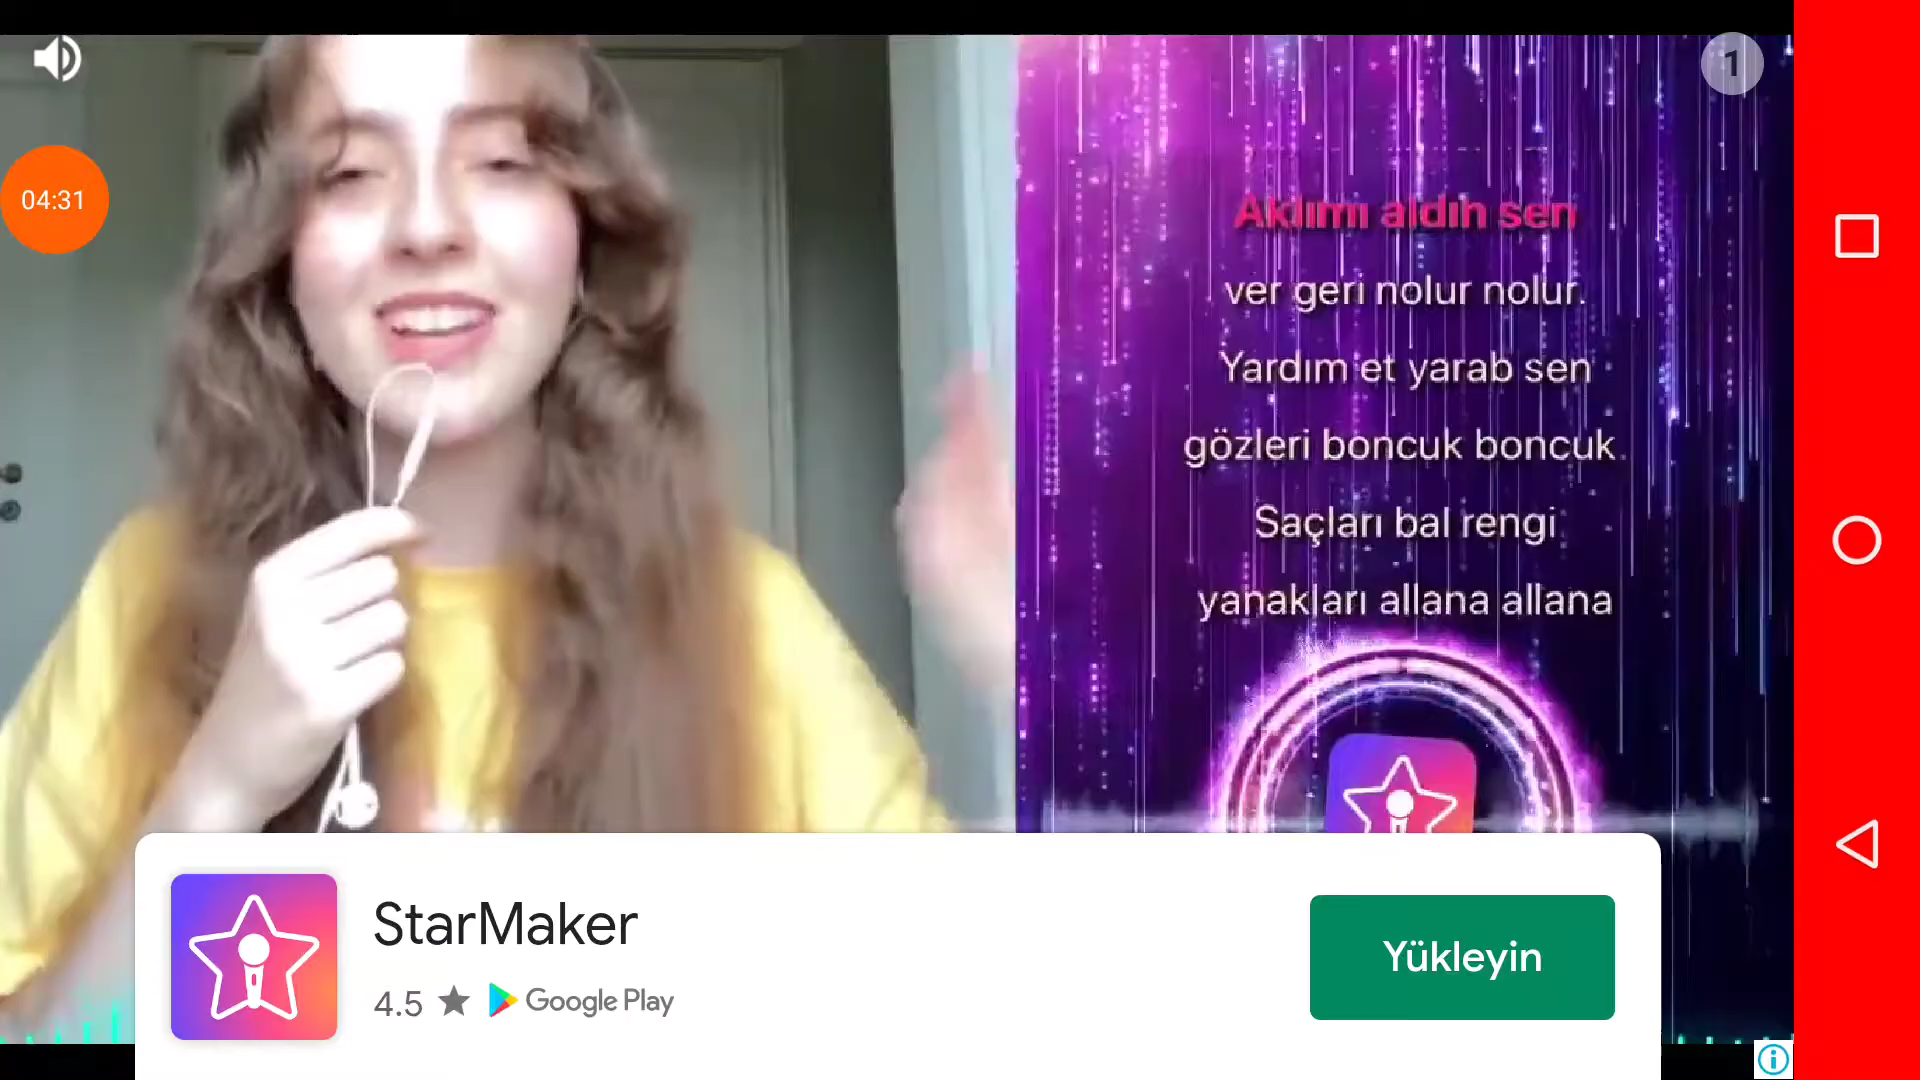 1
04:31
Aklımı aldın sen
ver geri nolur nolur.
Yardım et yarab sen
gözleri boncuk boncuk.
Saçları bal rengi
yanakları allana allana
StarMaker
4.5
Google Play
Yükleyin